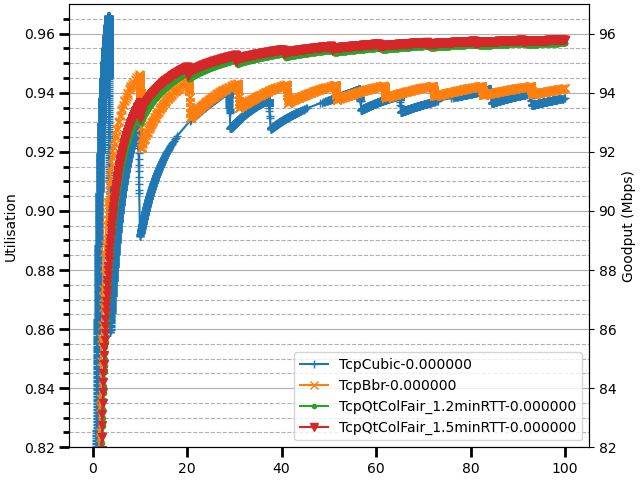 0.96
0.94
0.92
0.90
0.88
0.86
0.84
0.82
Utilisation
96
94
92
90
88
86
84
82
Goodput (Mbps)
TcpCubic-0.000000
TcpBbr-0.000000
TcpQtColFair_1.2minRTT-0.000000
TcpQtColFair_1.5minRTT-0.000000
0 20 40 60 80 100